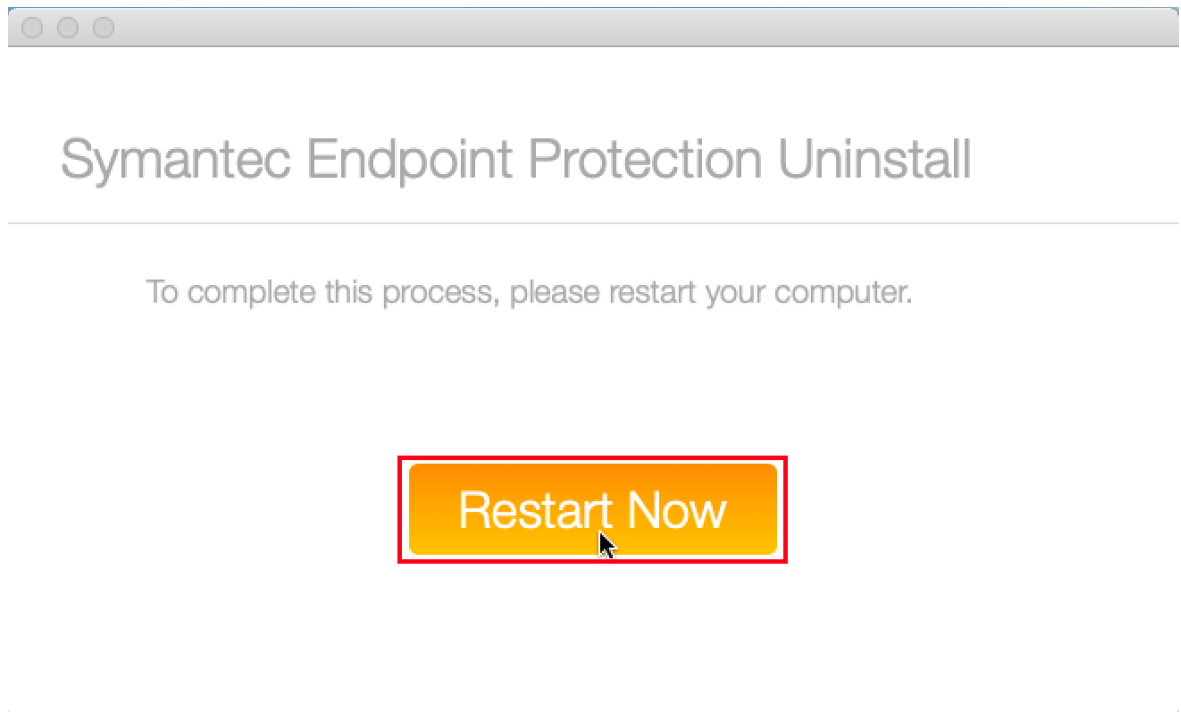 Symantec Endpoint Protection Uninstall
To complete this process, please restart your computer.
Restart Now